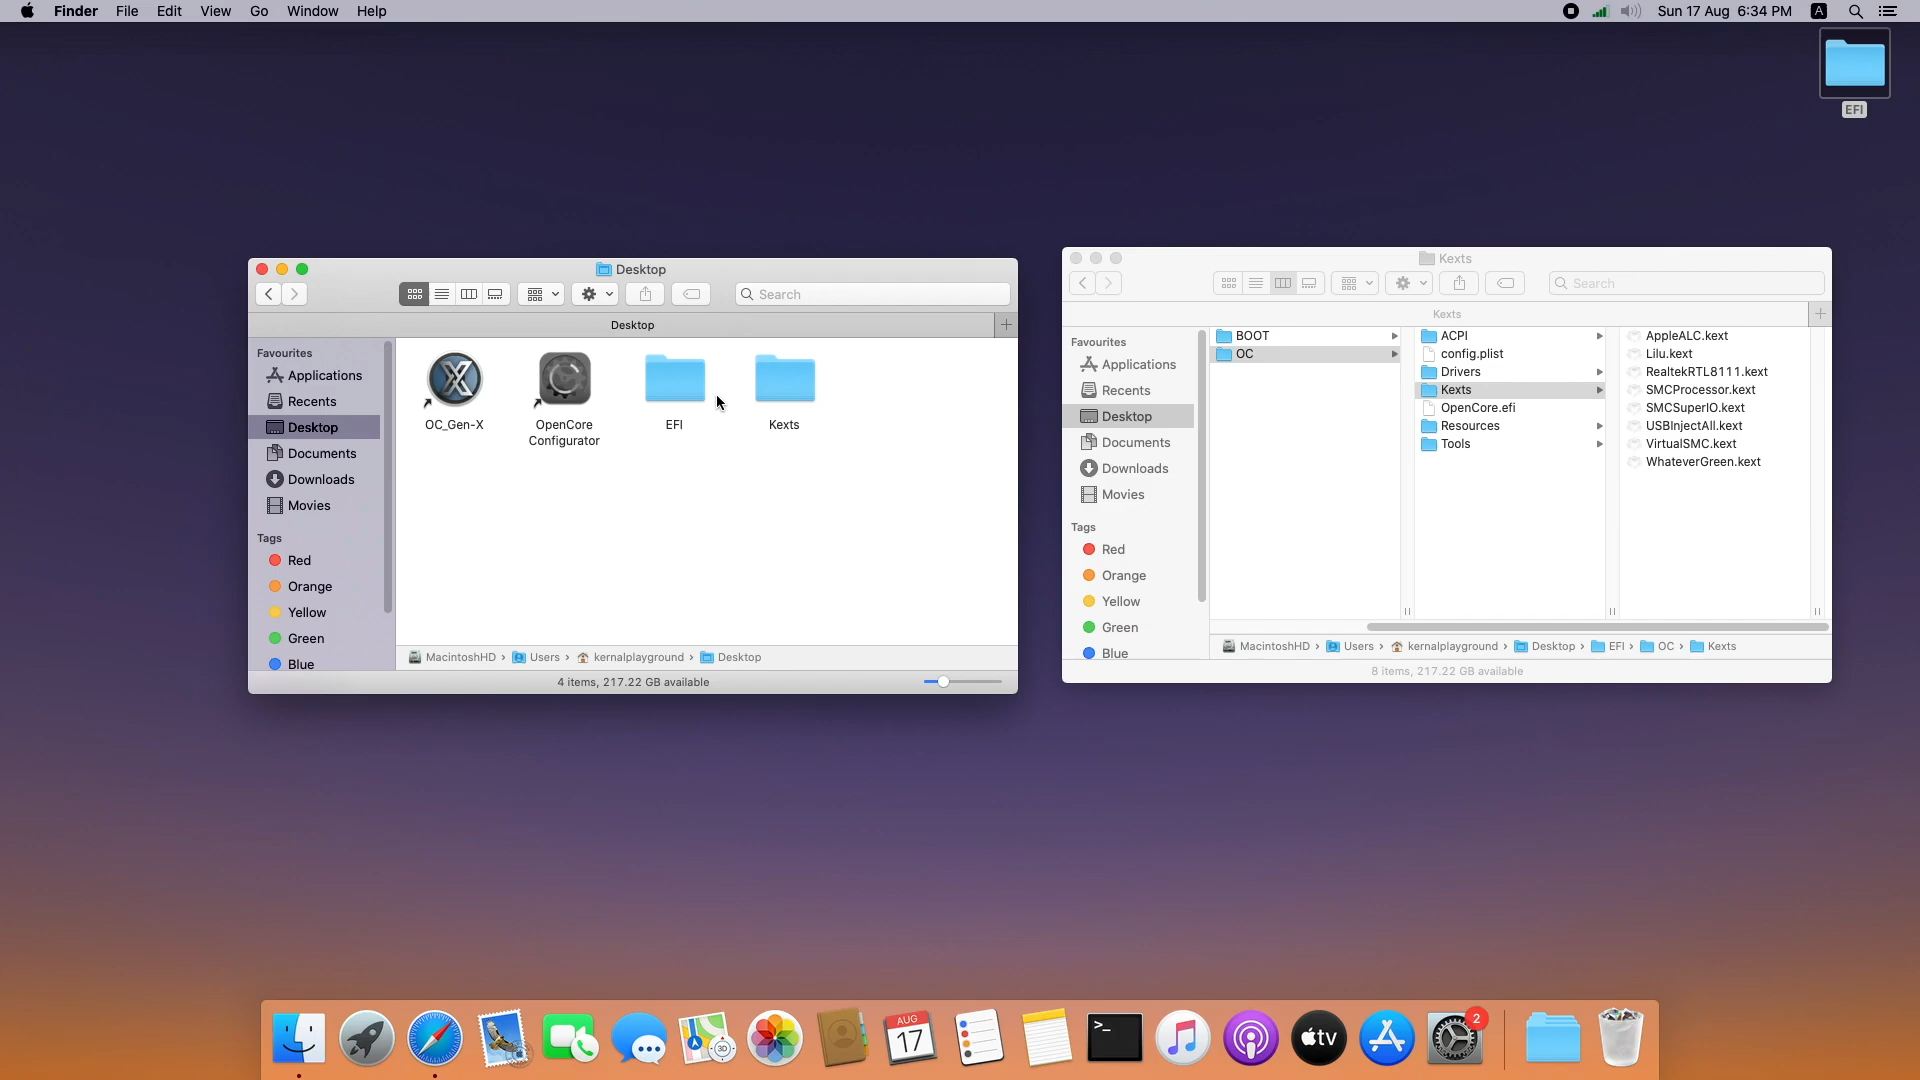 Finder File Edit View Go Window Help
Sun 17 Aug 6:34 PM A
EFI
Desktop
Search
Desktop
Favourites
Applications
Recents
Desktop
Documents
Downloads
Movies
Tags
Red
Orange
Yellow
Green
Blue
OC_Gen-X
OpenCore
Configurator
EFI
Kexts
MacintoshHD › Users › kernalplayground › Desktop
4 items, 217.22 GB available
Kexts
Search
Kexts
Favourites
Applications
Recents
Desktop
Documents
Downloads
Movies
Tags
Red
Orange
Yellow
Green
Blue
BOOT
OC
ACPI
config.plist
Drivers
Kexts
OpenCore.efi
Resources
Tools
AppleALC.kext
Lilu.kext
RealtekRTL8111.kext
SMCProcessor.kext
SMCSuperIO.kext
USBInjectAll.kext
VirtualSMC.kext
WhateverGreen.kext
MacintoshHD › Users › kernalplayground › Desktop › EFI › OC › Kexts
8 items, 217.22 GB available
3D
AUG
17
>_
tv
2